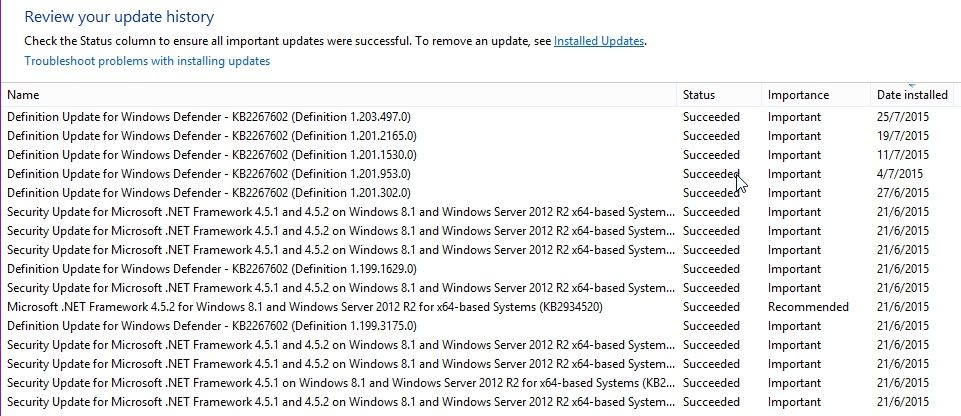 Review your update history
Check the Status column to ensure all important updates were successful. To remove an update, see Installed Updates.
Troubleshoot problems with installing updates
Name Status Importance Date installed
Definition Update for Windows Defender - KB2267602 (Definition 1.203.497.0) Succeeded Important 25/7/2015
Definition Update for Windows Defender - KB2267602 (Definition 1.201.2165.0) Succeeded Important 19/7/2015
Definition Update for Windows Defender - KB2267602 (Definition 1.201.1530.0) Succeeded Important 11/7/2015
Definition Update for Windows Defender - KB2267602 (Definition 1.201.953.0) Succeeded Important 4/7/2015
Definition Update for Windows Defender - KB2267602 (Definition 1.201.302.0) Succeeded Important 27/6/2015
Security Update for Microsoft .NET Framework 4.5.1 and 4.5.2 on Windows 8.1 and Windows Server 2012 R2 x64-based System... Succeeded Important 21/6/2015
Security Update for Microsoft .NET Framework 4.5.1 and 4.5.2 on Windows 8.1 and Windows Server 2012 R2 x64-based System... Succeeded Important 21/6/2015
Security Update for Microsoft .NET Framework 4.5.1 and 4.5.2 on Windows 8.1 and Windows Server 2012 R2 x64-based System... Succeeded Important 21/6/2015
Definition Update for Windows Defender - KB2267602 (Definition 1.199.1629.0) Succeeded Important 21/6/2015
Security Update for Microsoft .NET Framework 4.5.1 and 4.5.2 on Windows 8.1 and Windows Server 2012 R2 x64-based System... Succeeded Important 21/6/2015
Microsoft .NET Framework 4.5.2 for Windows 8.1 and Windows Server 2012 R2 for x64-based Systems (KB2934520) Succeeded Recommended 21/6/2015
Definition Update for Windows Defender - KB2267602 (Definition 1.199.3175.0) Succeeded Important 21/6/2015
Security Update for Microsoft .NET Framework 4.5.1 and 4.5.2 on Windows 8.1 and Windows Server 2012 R2 x64-based System... Succeeded Important 21/6/2015
Security Update for Microsoft .NET Framework 4.5.1 and 4.5.2 on Windows 8.1 and Windows Server 2012 R2 x64-based System... Succeeded Important 21/6/2015
Security Update for Microsoft .NET Framework 4.5.1 on Windows 8.1 and Windows Server 2012 R2 for x64-based Systems (KB2... Succeeded Important 21/6/2015
Security Update for Microsoft .NET Framework 4.5.1 and 4.5.2 on Windows 8.1 and Windows Server 2012 R2 x64-based System... Succeeded Important 21/6/2015